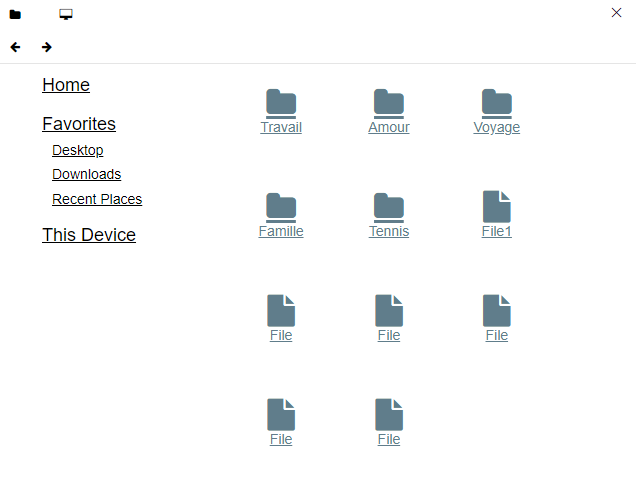 Home
Favorites
Desktop
Downloads
Recent Places
This Device
Travail Amour Voyage
Famille Tennis File1
File File File
File File